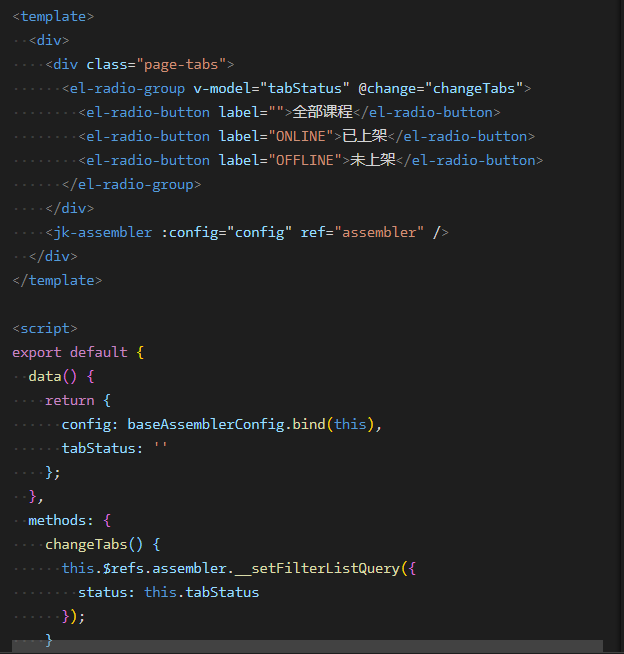 <template>
  <div>
    <div class="page-tabs">
      <el-radio-group v-model="tabStatus" @change="changeTabs">
        <el-radio-button label="">全部课程</el-radio-button>
        <el-radio-button label="ONLINE">已上架</el-radio-button>
        <el-radio-button label="OFFLINE">未上架</el-radio-button>
      </el-radio-group>
    </div>
    <jk-assembler :config="config" ref="assembler" />
  </div>
</template>

<script>
export default {
  data() {
    return {
      config: baseAssemblerConfig.bind(this),
      tabStatus: ''
    };
  },
  methods: {
    changeTabs() {
      this.$refs.assembler.__setFilterListQuery({
        status: this.tabStatus
      });
    }